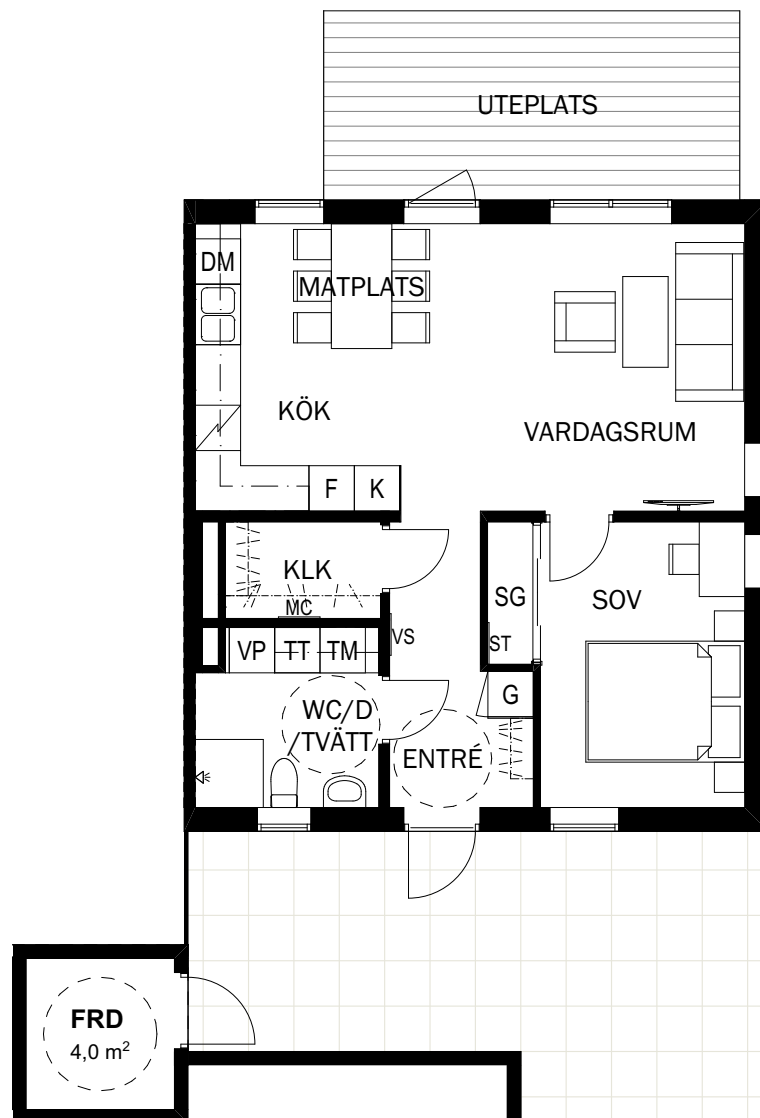 UTEPLATS
DM
MATPLATS
KÖK
VARDAGSRUM
F
K
KLK
SG
SOV
MC
VS
ST
VP
TT
TM
G
WC/D
/TVÄTT
ENTRÉ
FRD
4,0 m²